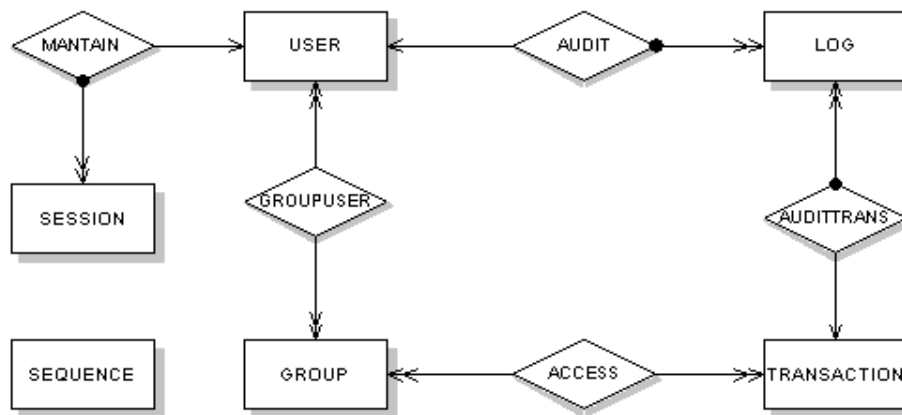 MANTAIN
USER
AUDIT
LOG
SESSION
GROUPUSER
AUDITTRANS
SEQUENCE
GROUP
ACCESS
TRANSACTION